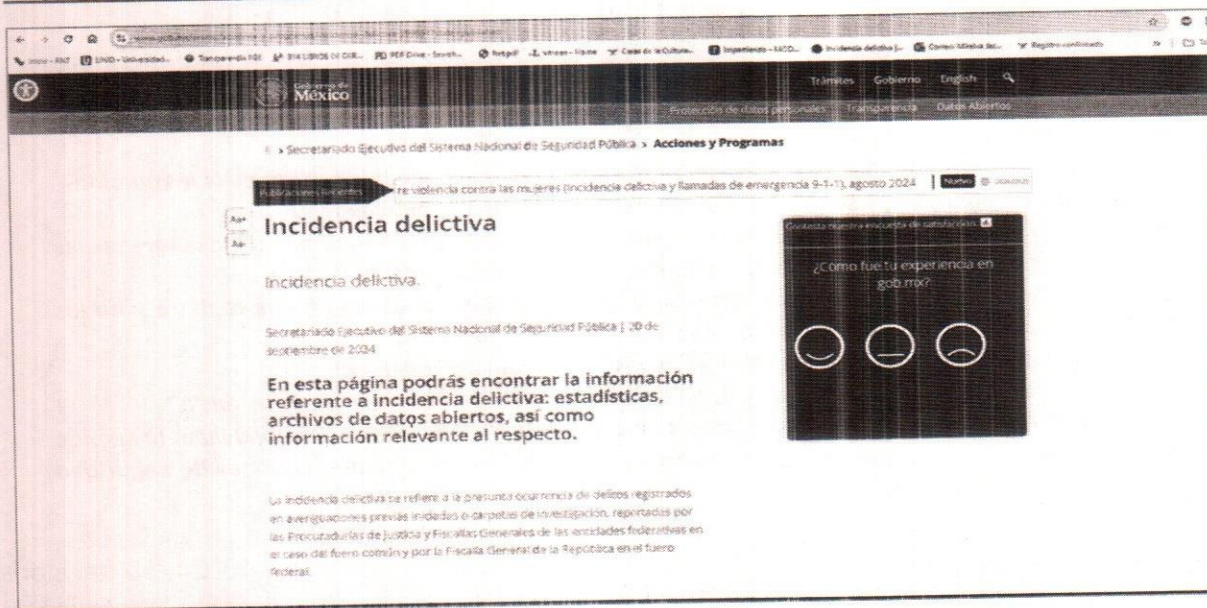 Gobierno de
México
Trámites Gobierno English
Protección de datos personales Transparencia Datos Abiertos
> Secretariado Ejecutivo del Sistema Nacional de Seguridad Pública > Acciones y Programas
Publicaciones Recientes re violencia contra las mujeres (Incidencia delictiva y llamadas de emergencia 9-1-1), agosto 2024 Nuevo
Aa+
Aa-
Incidencia delictiva
Contesta nuestra encuesta de satisfacción
¿Cómo fue tu experiencia en
gob.mx?
Incidencia delictiva.
Secretariado Ejecutivo del Sistema Nacional de Seguridad Pública | 20 de
septiembre de 2024
En esta página podrás encontrar la información
referente a incidencia delictiva: estadísticas,
archivos de datos abiertos, así como
información relevante al respecto.
La incidencia delictiva se refiere a la presunta ocurrencia de delitos registrados
en averiguaciones previas iniciadas o carpetas de investigación, reportadas por
las Procuradurías de Justicia y Fiscalías Generales de las entidades federativas en
el caso del fuero común y por la Fiscalía General de la República en el fuero
federal.